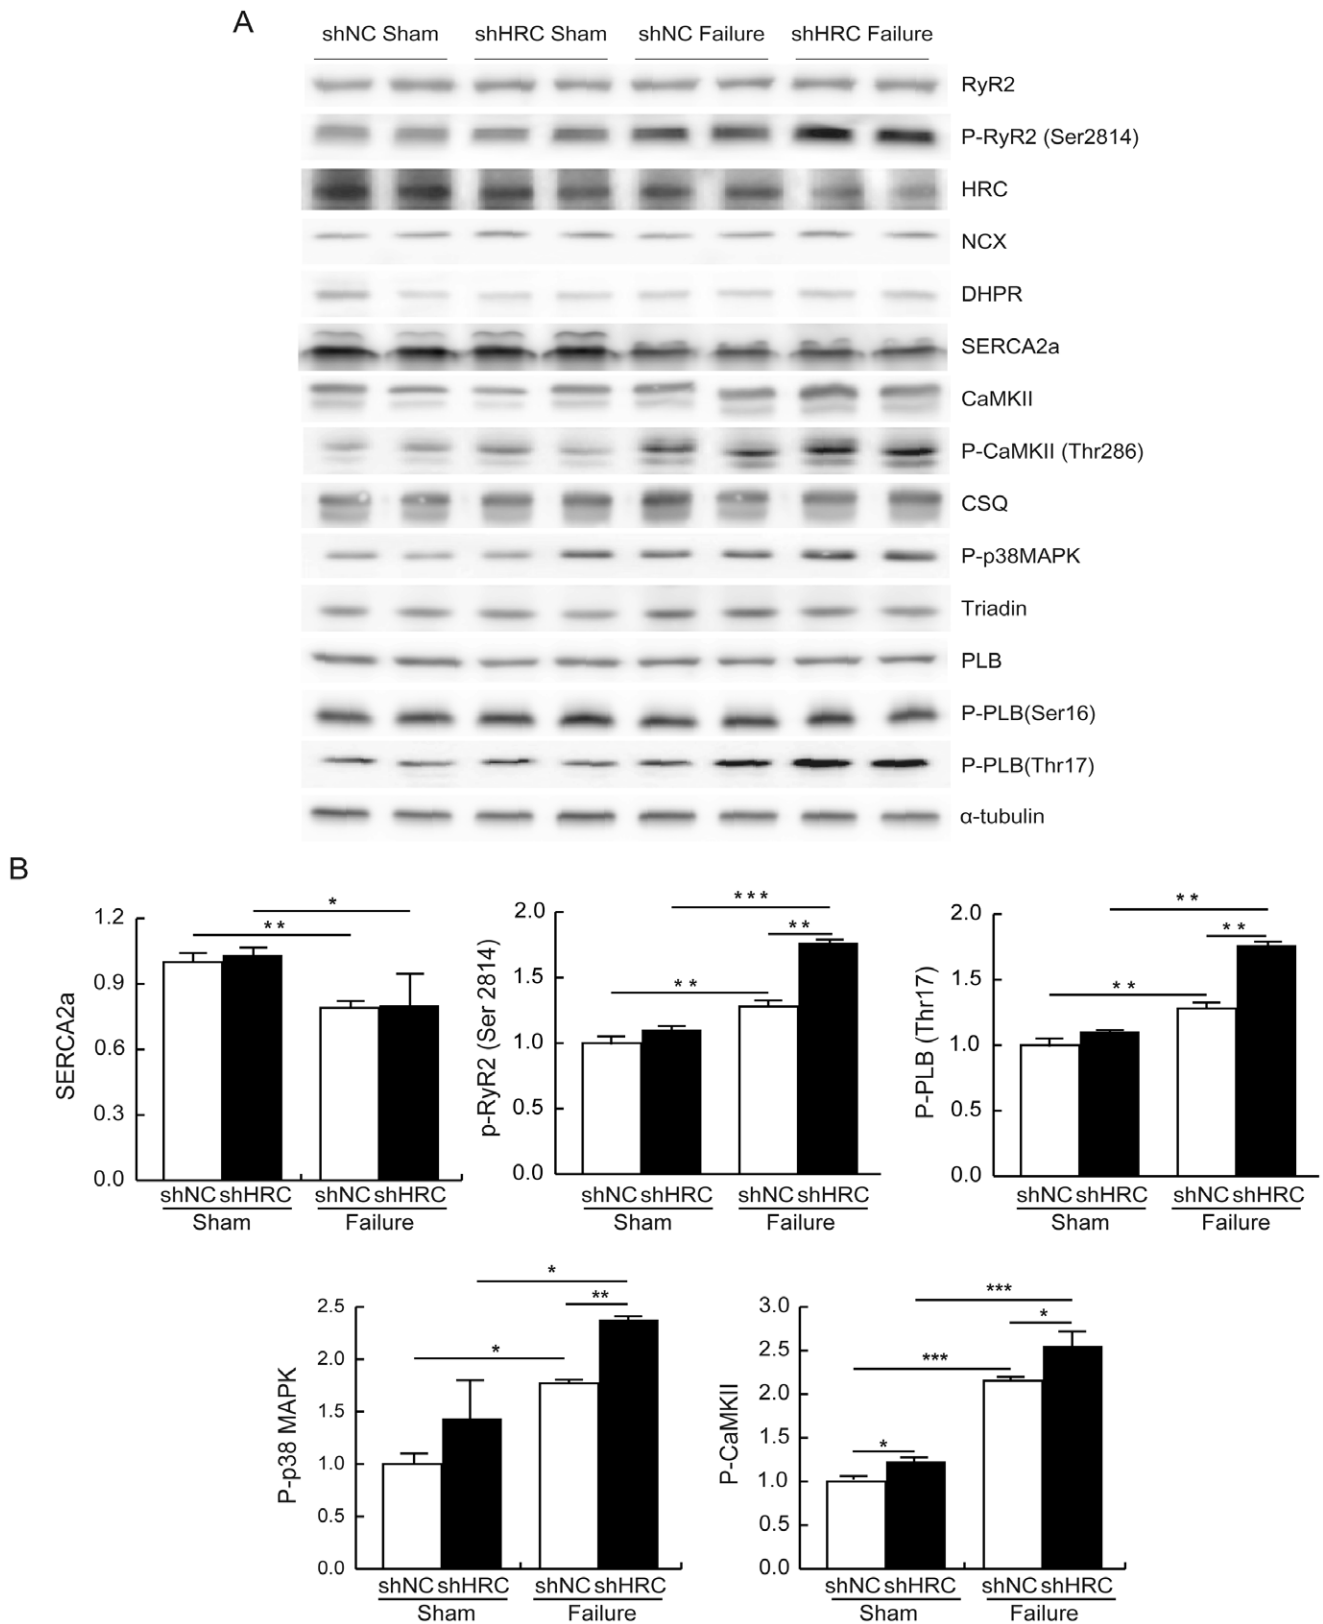 A
shNC Sham shHRC Sham shNC Failure shHRC Failure
RyR2
P-RyR2 (Ser2814)
HRC
NCX
DHPR
SERCA2a
CaMKII
P-CaMKII (Thr286)
CSQ
P-p38MAPK
Triadin
PLB
P-PLB(Ser16)
P-PLB(Thr17)
α-tubulin
B
SERCA2a
1.2
0.9
0.6
0.3
0.0
*
**
shNC shHRC shNC shHRC
Sham Failure
p-RyR2 (Ser 2814)
2.0
1.5
1.0
0.5
0.0
***
**
**
shNC shHRC shNC shHRC
Sham Failure
P-PLB (Thr17)
2.0
1.5
1.0
0.5
0.0
**
**
**
shNC shHRC shNC shHRC
Sham Failure
P-p38 MAPK
2.5
2.0
1.5
1.0
0.5
0.0
*
**
*
shNC shHRC shNC shHRC
Sham Failure
P-CaMKII
3.0
2.5
2.0
1.5
1.0
0.5
0.0
***
*
***
*
shNC shHRC shNC shHRC
Sham Failure